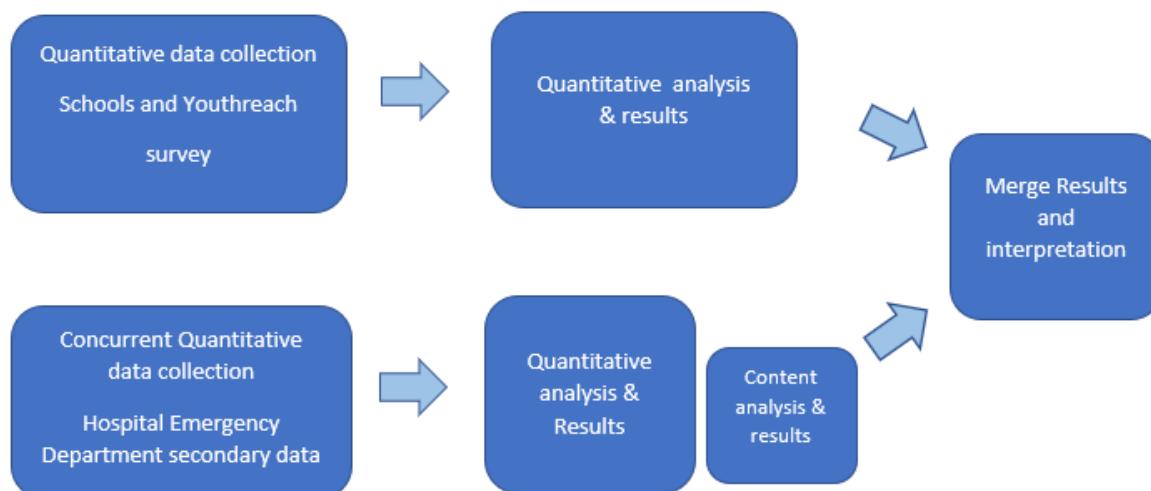 Quantitative data collection
Schools and Youthreach
survey
Quantitative analysis
& results
Merge Results
and
interpretation
Concurrent Quantitative
data collection
Hospital Emergency
Department secondary data
Quantitative
analysis &
Results
Content
analysis &
results